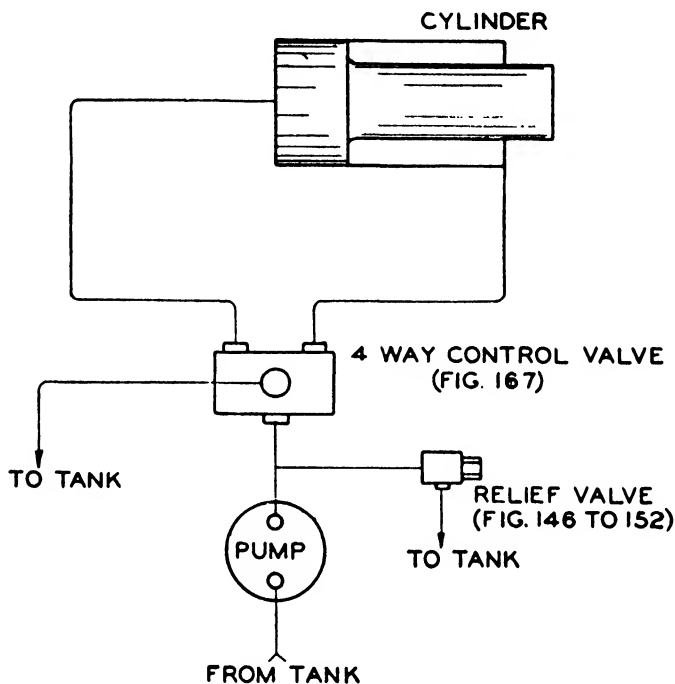 CYLINDER
4 WAY CONTROL VALVE
(FIG. 167)
TO TANK
RELIEF VALVE
(FIG. 146 TO 152)
PUMP
TO TANK
FROM TANK